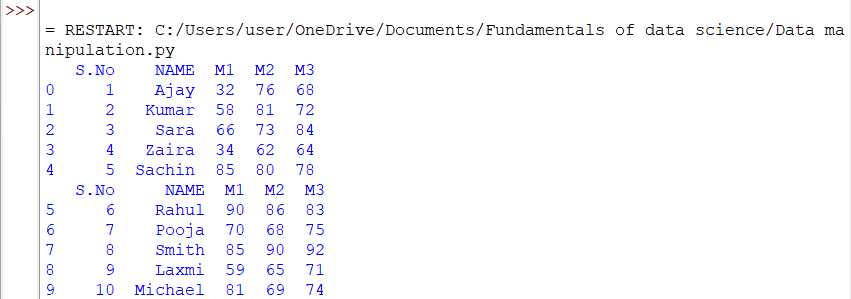 >>>
= RESTART: C:/Users/user/OneDrive/Documents/Fundamentals of data science/Data ma
nipulation.py
   S.No    NAME  M1  M2  M3
0     1    Ajay  32  76  68
1     2   Kumar  58  81  72
2     3    Sara  66  73  84
3     4   Zaira  34  62  64
4     5  Sachin  85  80  78
   S.No     NAME  M1  M2  M3
5     6    Rahul  90  86  83
6     7    Pooja  70  68  75
7     8    Smith  85  90  92
8     9    Laxmi  59  65  71
9    10  Michael  81  69  74